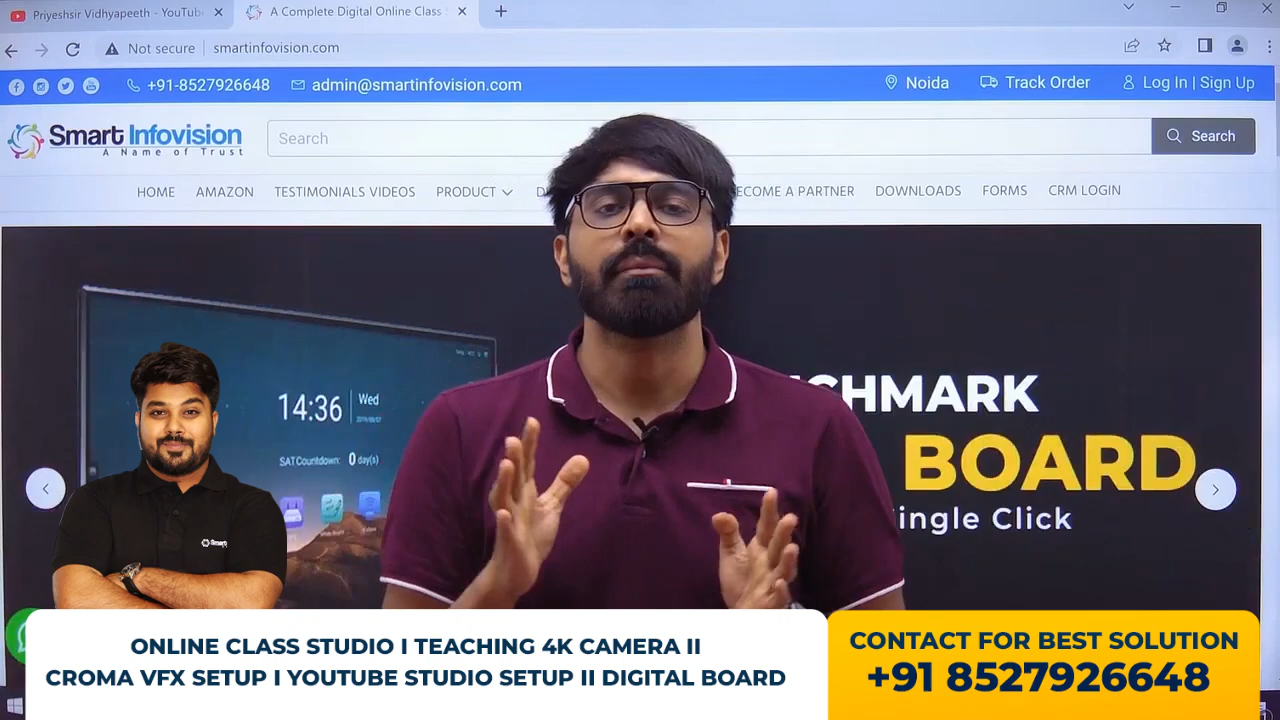 Priyeshsir Vidhyapeeth - YouTube
A Complete Digital Online Class S
Not secure
smartinfovision.com
+91-8527926648
admin@smartinfovision.com
Noida
Track Order
Log In | Sign Up
Smart Infovision
A Name of Trust
Search
Search
HOME
AMAZON
TESTIMONIALS VIDEOS
PRODUCT
ECOME A PARTNER
DOWNLOADS
FORMS
CRM LOGIN
14:36
Wed
SAT Countdown: 0 day(s)
CHMARK
BOARD
ingle Click
Smart
ONLINE CLASS STUDIO I TEACHING 4K CAMERA II
CROMA VFX SETUP I YOUTUBE STUDIO SETUP II DIGITAL BOARD
CONTACT FOR BEST SOLUTION
+91 8527926648